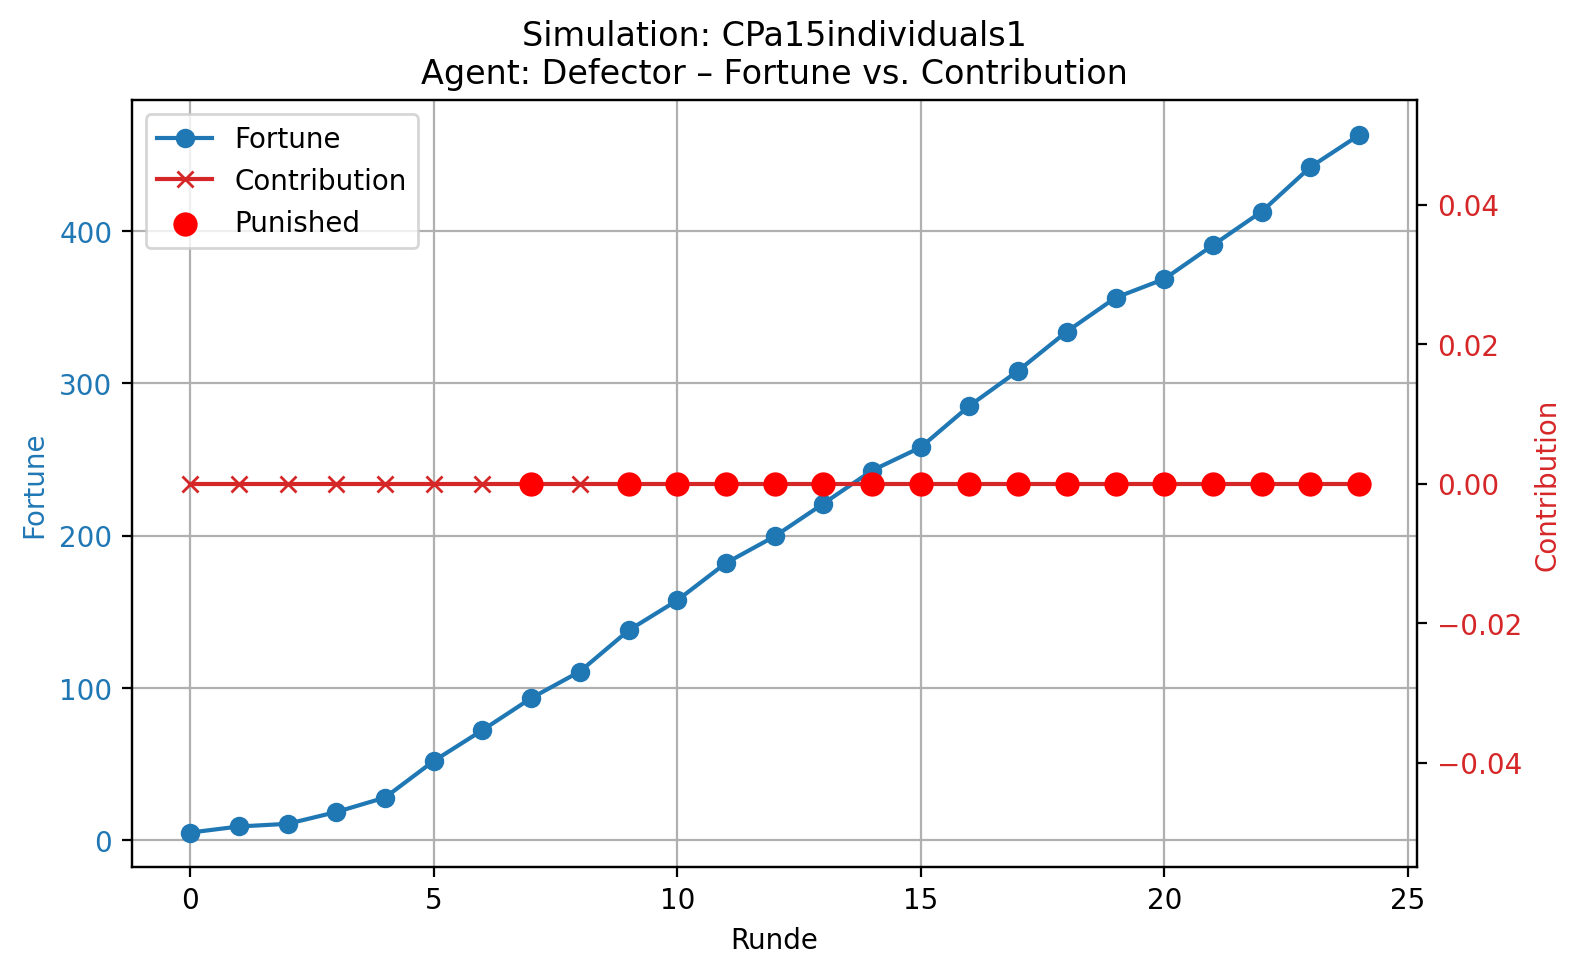 Simulation: CPa15individuals1
Agent: Defector – Fortune vs. Contribution
Fortune
Contribution
Punished
Fortune
400
300
200
100
0
0.04
0.02
0.00
−0.02
−0.04
Contribution
0 5 10 15 20 25
Runde